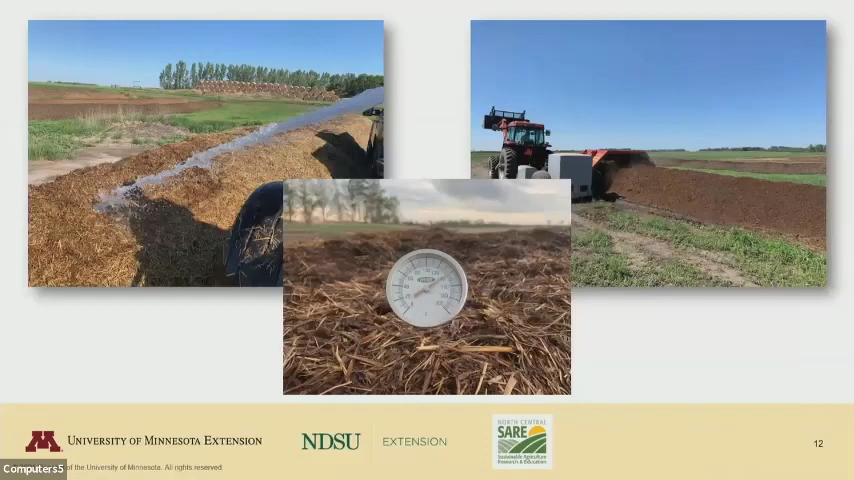 UNIVERSITY OF MINNESOTA EXTENSION
NDSU EXTENSION
NORTH CENTRAL
SARE
Sustainable Agriculture
Research & Education
12
Computers5
of the University of Minnesota. All rights reserved.